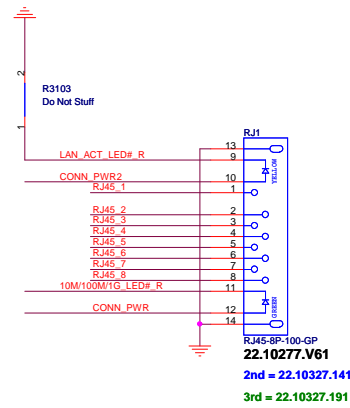 2
R3103
Do Not Stuff
1
RJ1
13
LAN_ACT_LED#_R
9
YELLOW
CONN_PWR2
10
RJ45_1
1
RJ45_2
2
RJ45_3
3
RJ45_4
4
RJ45_5
5
RJ45_6
6
RJ45_7
7
RJ45_8
8
10M/100M/1G_LED#_R
11
GREEN
CONN_PWR
12
14
RJ45-8P-100-GP
22.10277.V61
2nd = 22.10327.141
3rd = 22.10327.191